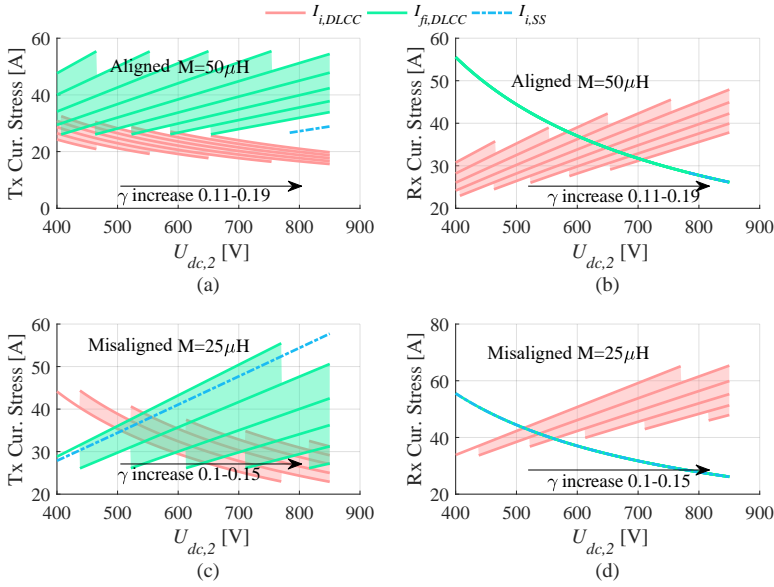 I_{i,DLCC} I_{fi,DLCC} I_{i,SS}
Tx Cur. Stress [A]
60
40
20
0
Aligned M=50μH
γ increase 0.11-0.19
400 500 600 700 800 900
U_{dc,2} [V]
(a)
Rx Cur. Stress [A]
60
50
40
30
20
Aligned M=50μH
γ increase 0.11-0.19
400 500 600 700 800 900
U_{dc,2} [V]
(b)
Tx Cur. Stress [A]
60
50
40
30
20
Misaligned M=25μH
γ increase 0.1-0.15
400 500 600 700 800 900
U_{dc,2} [V]
(c)
Rx Cur. Stress [A]
80
60
40
20
Misaligned M=25μH
γ increase 0.1-0.15
400 500 600 700 800 900
U_{dc,2} [V]
(d)